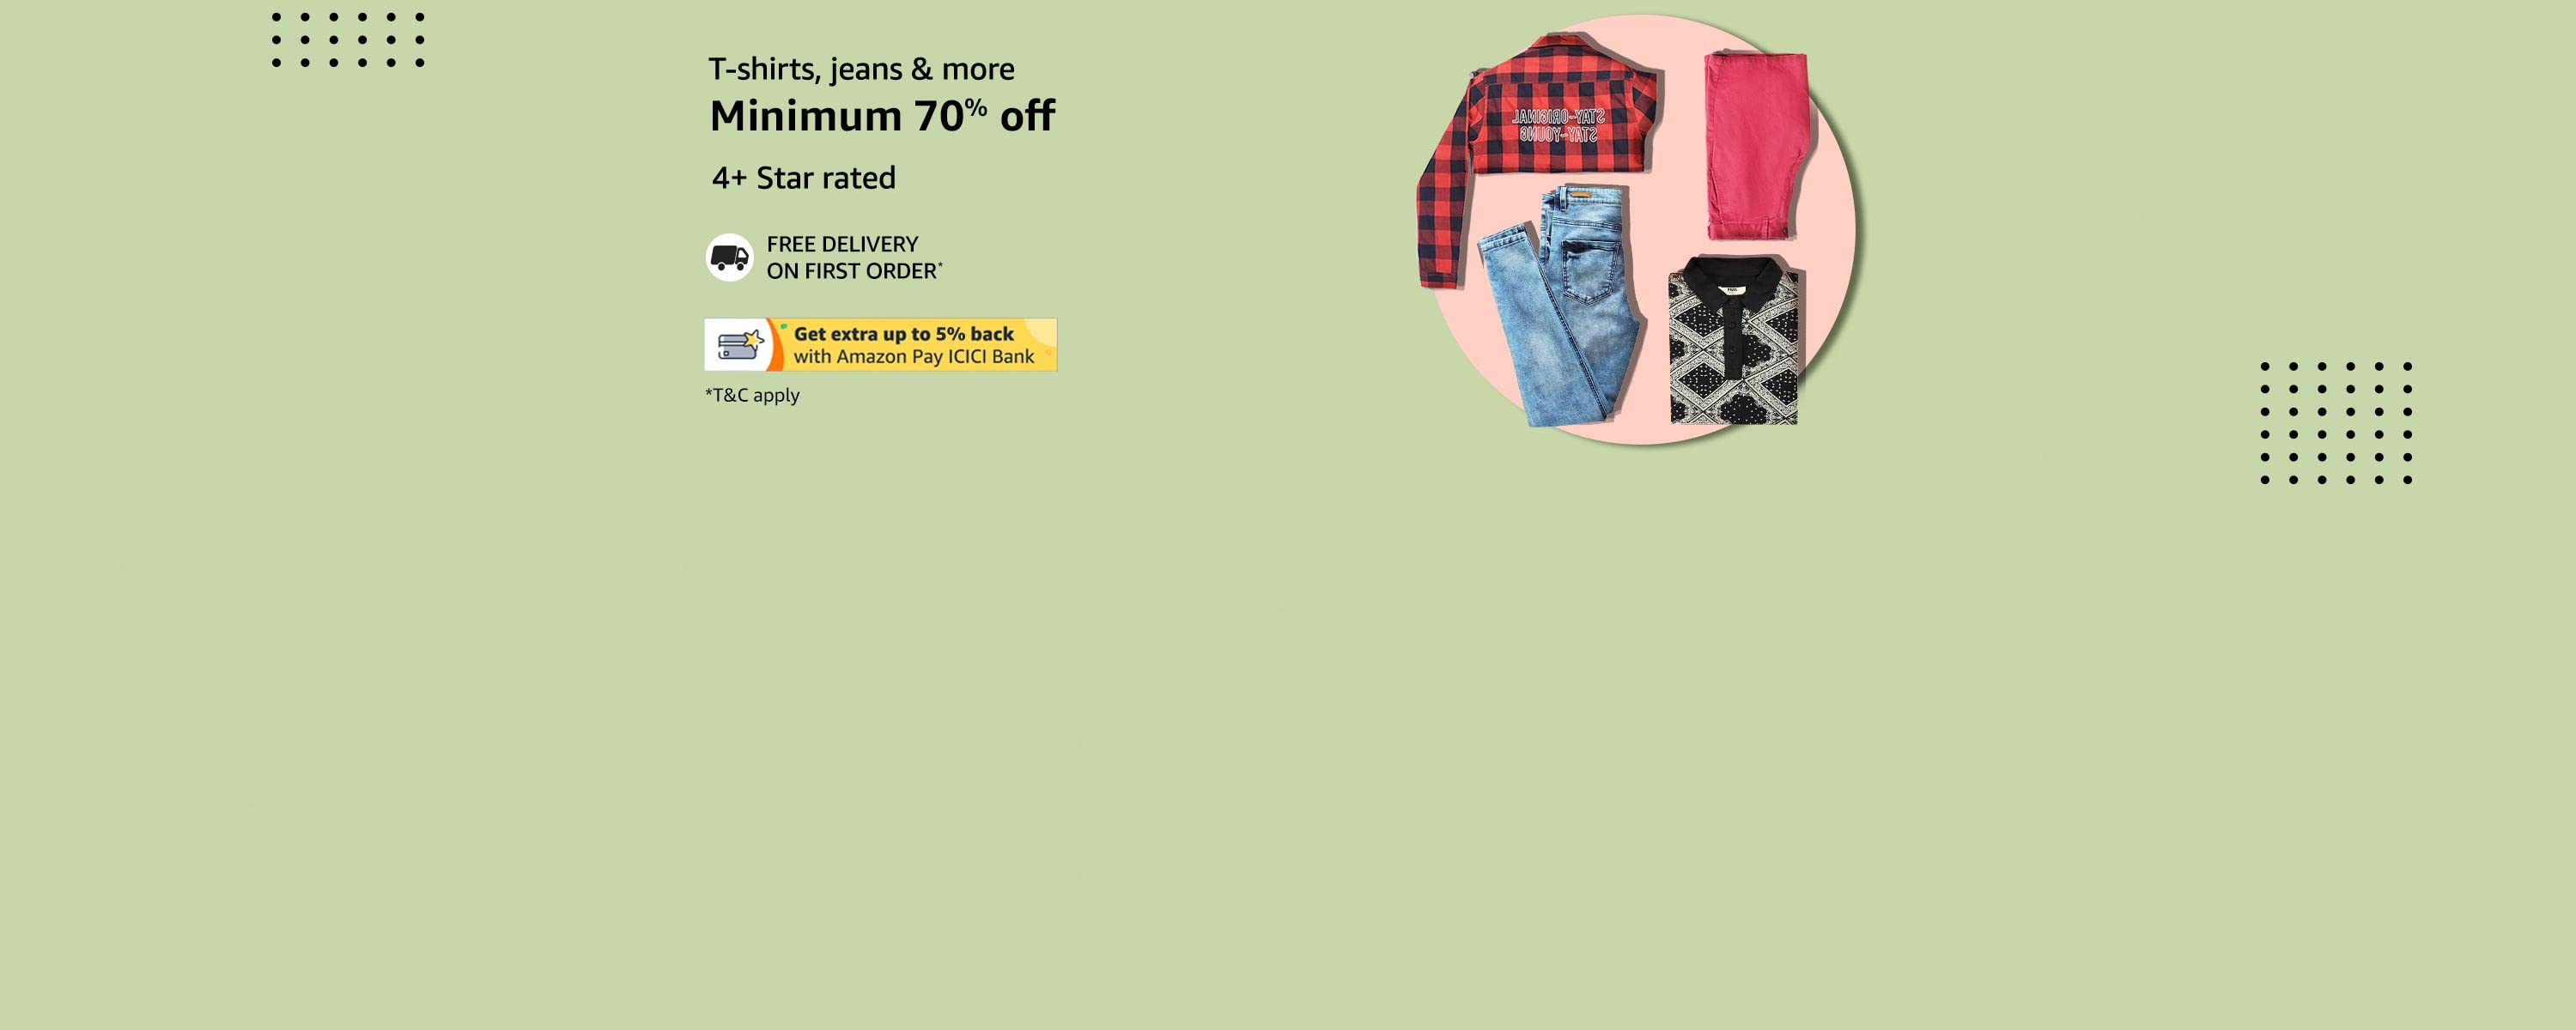 T-shirts, jeans & more
Minimum 70% off
4+ Star rated
FREE DELIVERY
ON FIRST ORDER*
Get extra up to 5% back
with Amazon Pay ICICI Bank
*T&C apply
STAY-ORIGINAL
STAY-YOUNG